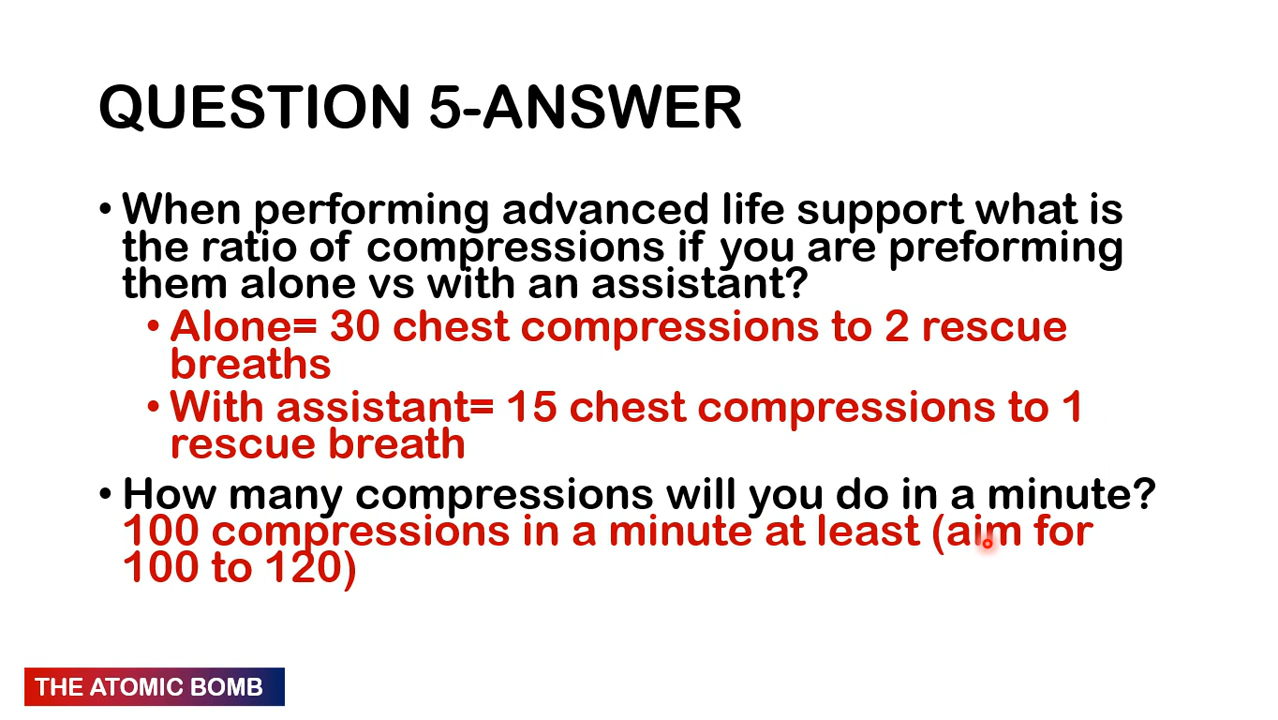 QUESTION 5-ANSWER
• When performing advanced life support what is
the ratio of compressions if you are preforming
them alone vs with an assistant?
• Alone= 30 chest compressions to 2 rescue
breaths
• With assistant= 15 chest compressions to 1
rescue breath
• How many compressions will you do in a minute?
100 compressions in a minute at least (aim for
100 to 120)
THE ATOMIC BOMB